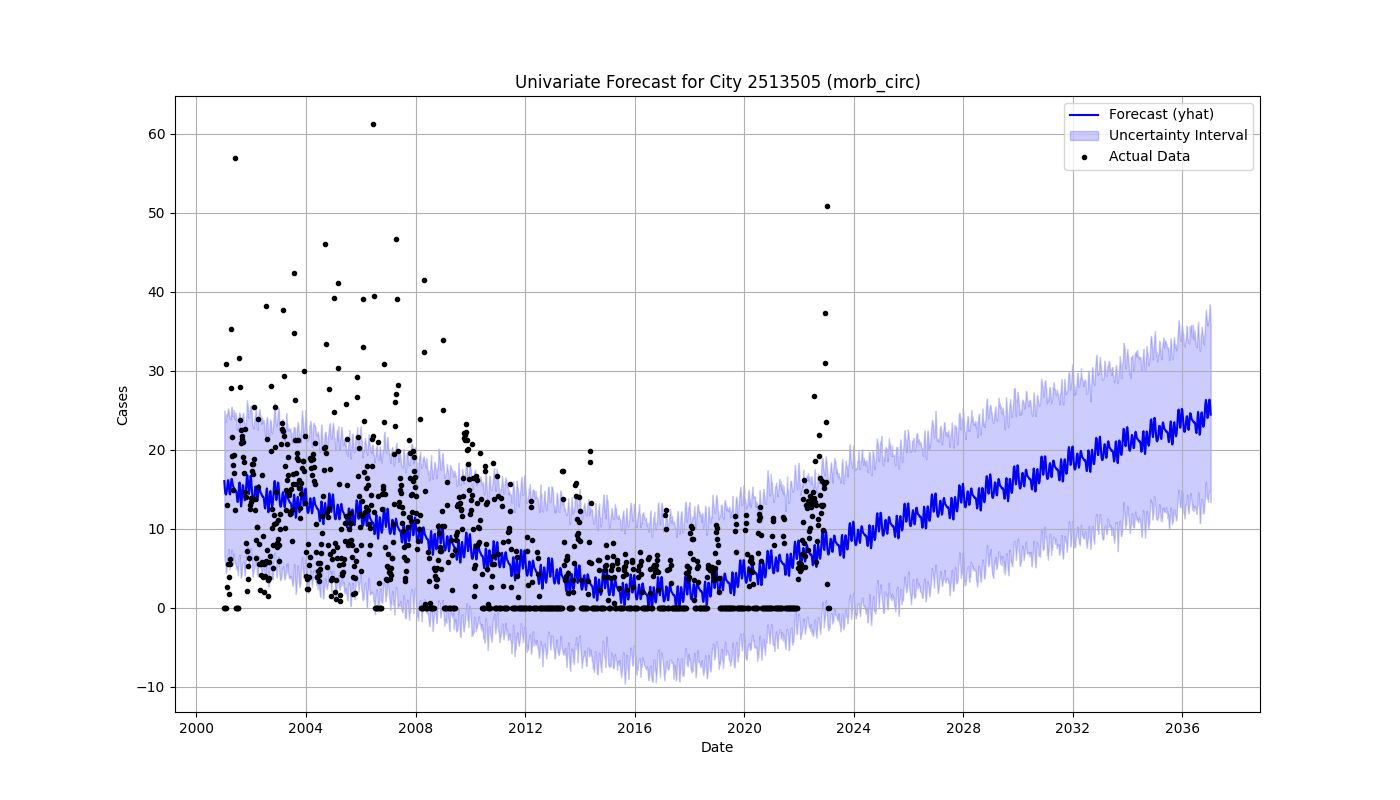 Univariate Forecast for City 2513505 (morb_circ)
Forecast (yhat)
Uncertainty Interval
Actual Data
Cases
60
50
40
30
20
10
0
−10
2000 2004 2008 2012 2016 2020 2024 2028 2032 2036
Date